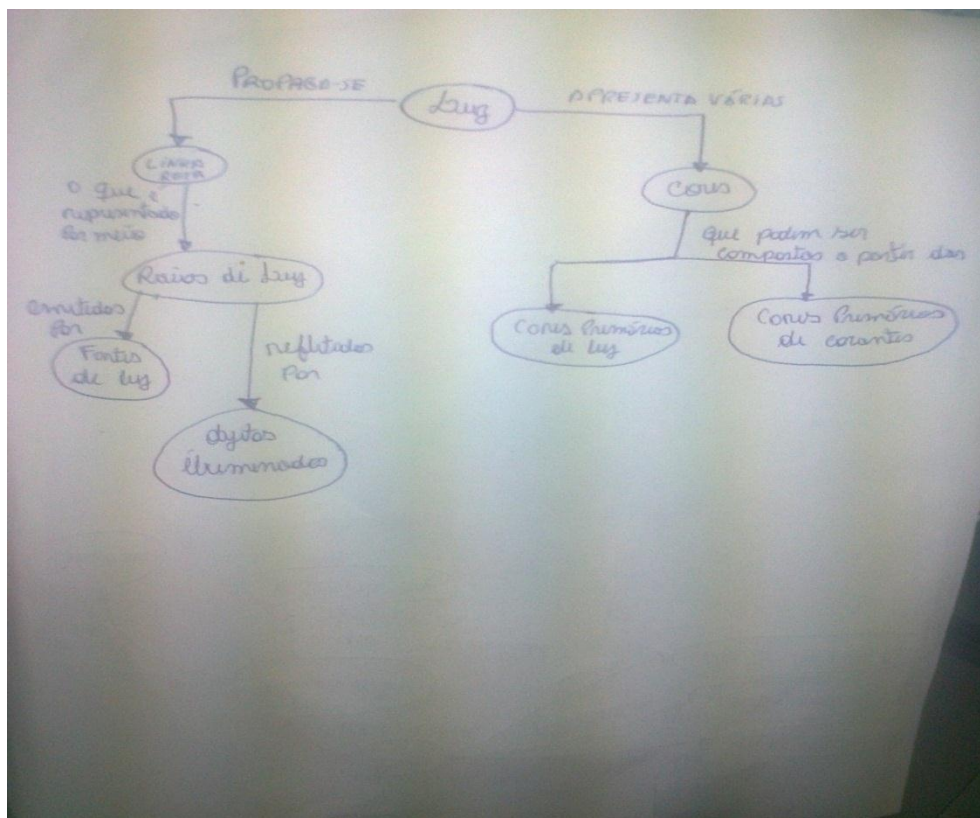 PROPAGA-SE
Luz
APRESENTA VÁRIAS
LINHA
RETA
Cores
O que é
representado
Por meio
Que podem ser
compostas a partir das
Raios de Luz
emitidos
Por
Fontes
de luz
refletados
Por
Cores Primárias
de luz
Cores Primárias
de corantes
objetos
iluminados